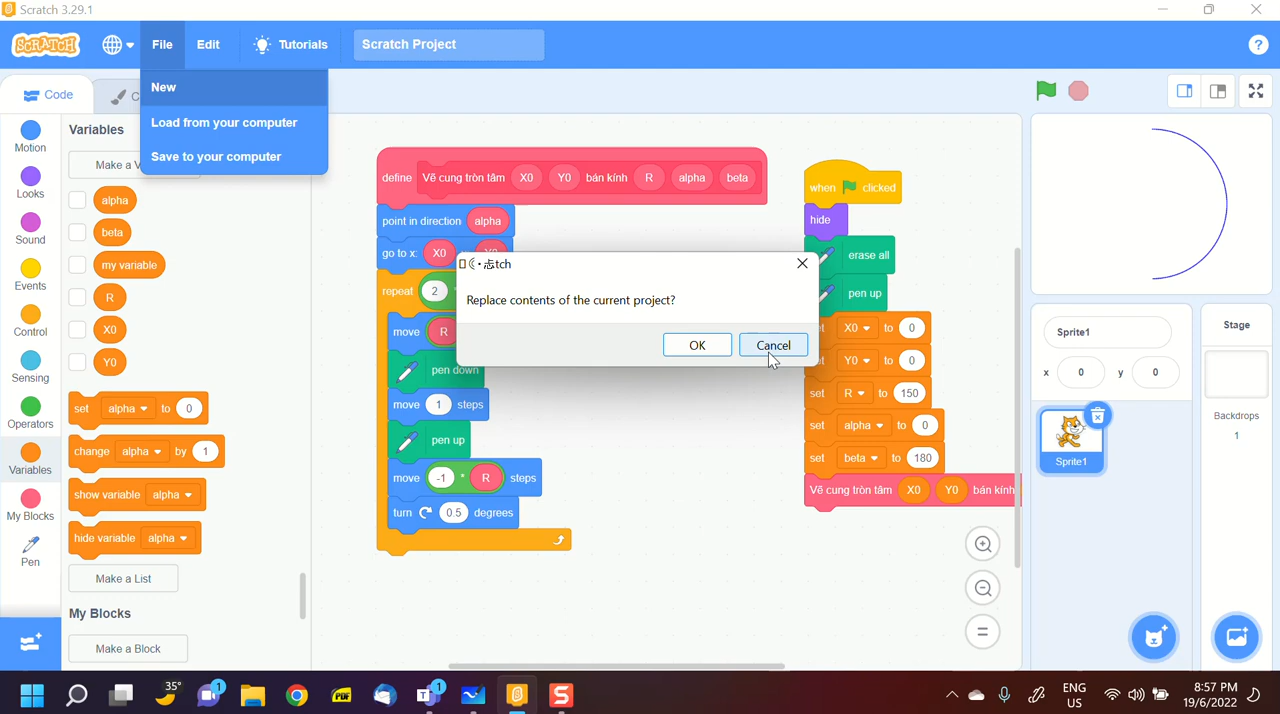 Scratch 3.29.1
SCRATCH
File
Edit
Tutorials
Scratch Project
?
New
Load from your computer
Save to your computer
Code
C
Motion
Looks
Sound
Events
Control
Sensing
Operators
Variables
My Blocks
Pen
Variables
Make a V
alpha
beta
my variable
R
X0
Y0
set alpha to 0
change alpha by 1
show variable alpha
hide variable alpha
Make a List
My Blocks
Make a Block
define Vẽ cung tròn tâm X0 Y0 bán kính R alpha beta
point in direction alpha
go to x: X0 Y0
repeat 2
move R
pen down
move 1 steps
pen up
move -1 * R steps
turn 0.5 degrees
when clicked
hide
erase all
pen up
X0 to 0
Y0 to 0
set R to 150
set alpha to 0
set beta to 180
Vẽ cung tròn tâm X0 Y0 bán kính
tch
Replace contents of the current project?
OK
Cancel
Sprite1
x 0 y 0
Sprite1
Stage
Backdrops
1
35°
1
PDF
1
S
ENG
US
8:57 PM
19/6/2022